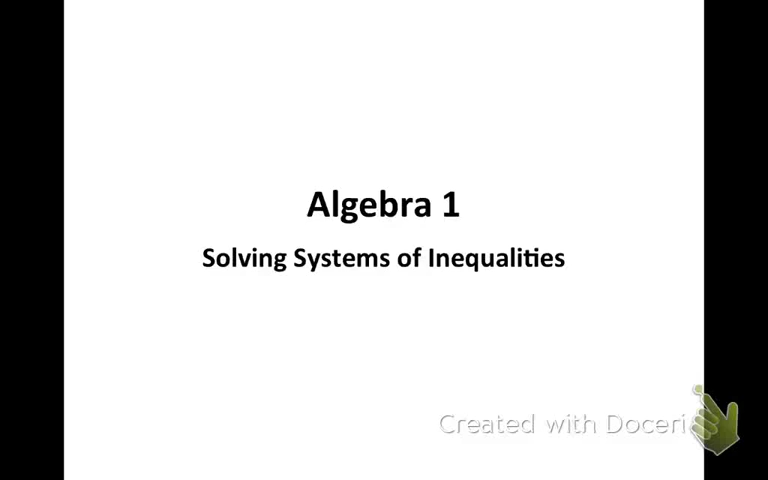 Algebra 1
Solving Systems of Inequalities
Created with Doceri